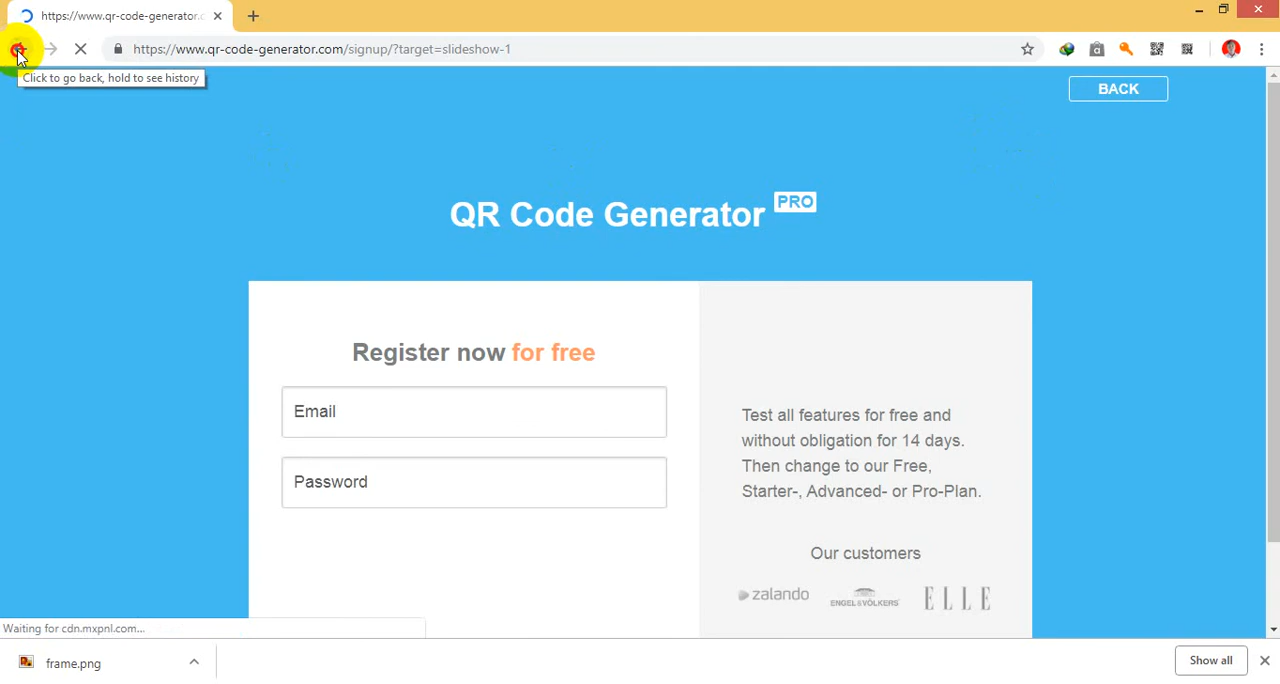 https://www.qr-code-generator.c
https://www.qr-code-generator.com/signup/?target=slideshow-1
Click to go back, hold to see history
BACK
QR Code Generator PRO
Register now for free
Email
Password
Test all features for free and
without obligation for 14 days.
Then change to our Free,
Starter-, Advanced- or Pro-Plan.
Our customers
zalando
ENGEL&VÖLKERS
ELLE
Waiting for cdn.mxpnl.com...
frame.png
Show all